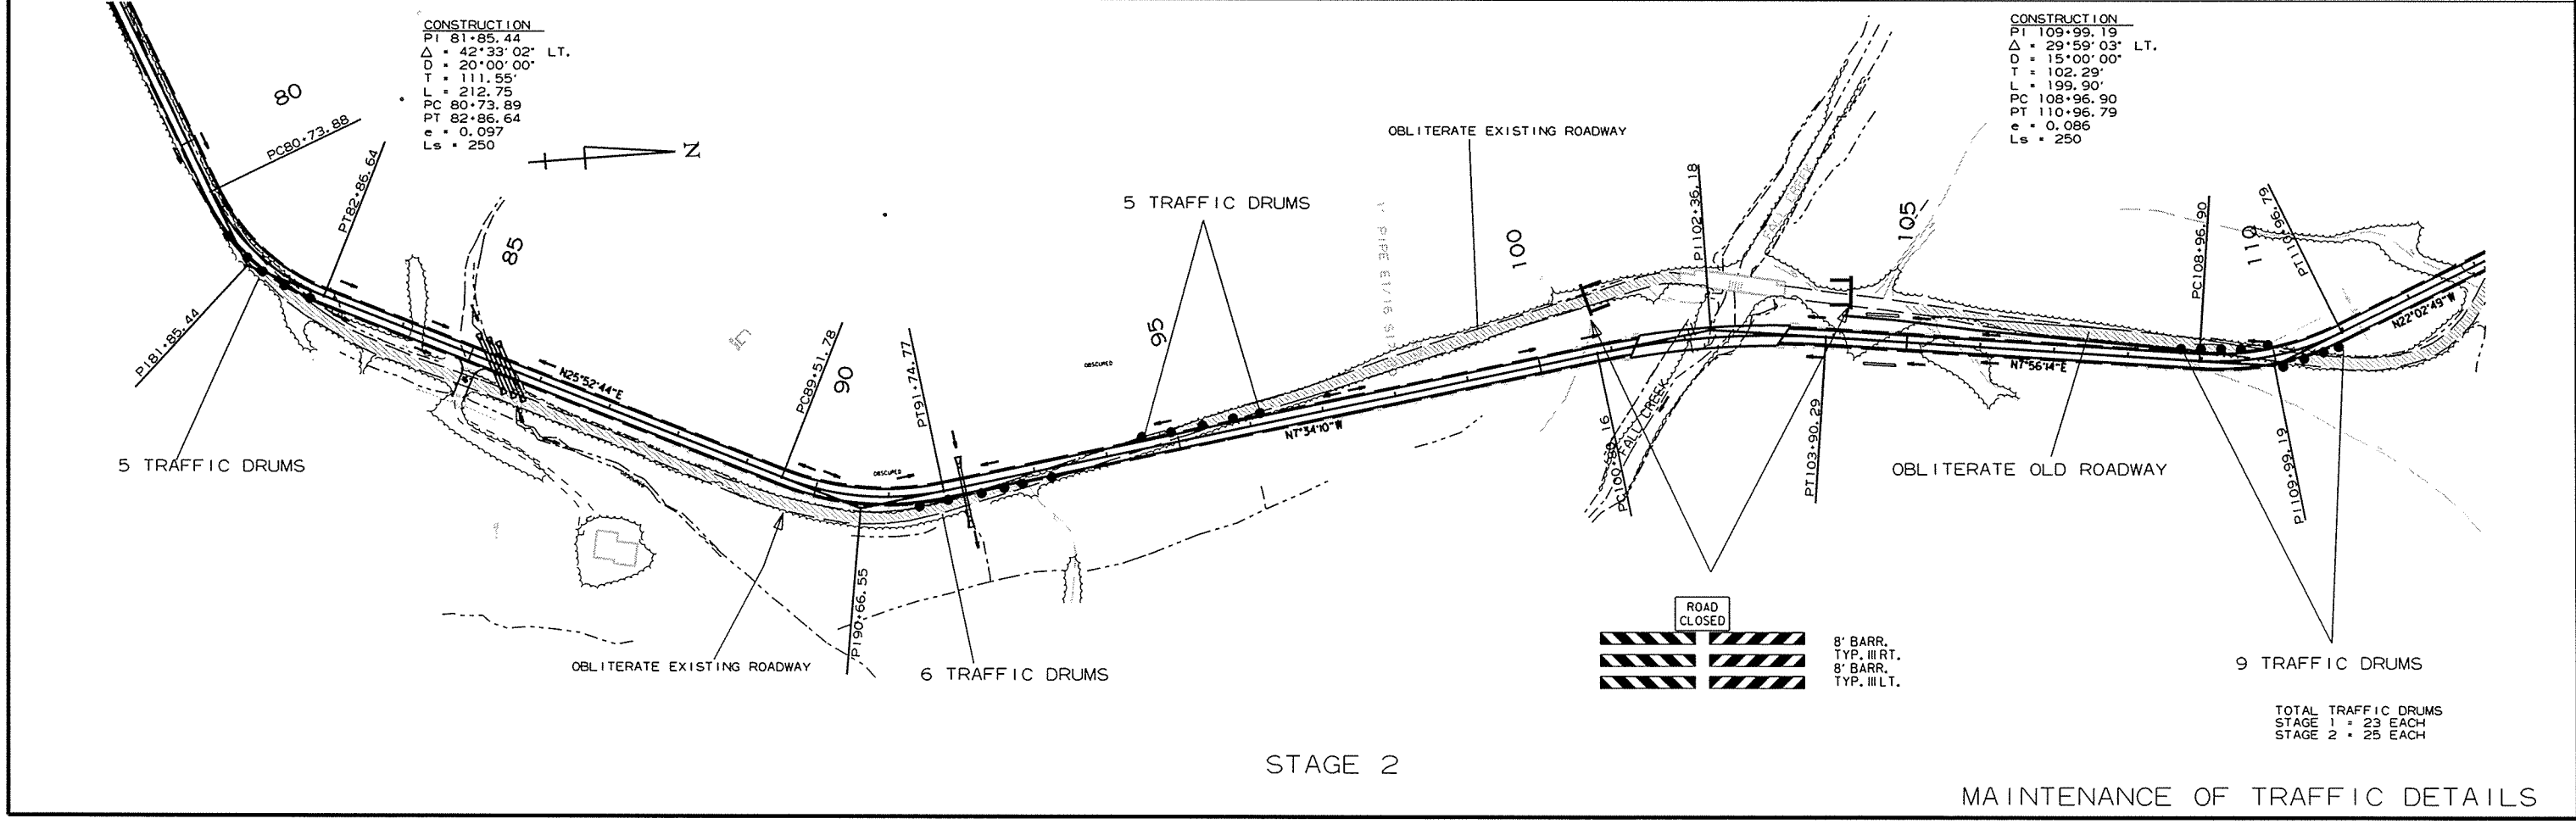 CONSTRUCTION
PI 81+85.44
Δ = 42°33'02" LT.
D = 20°00'00"
T = 111.55'
L = 212.75
PC 80+73.89
PT 82+86.64
e = 0.097
Ls = 250
CONSTRUCTION
PI 109+99.19
Δ = 29°59'03" LT.
D = 15°00'00"
T = 102.29'
L = 199.90'
PC 108+96.90
PT 110+96.79
e = 0.086
Ls = 250
80
PC80+73.88
PT82+86.64
N
85
OBLITERATE EXISTING ROADWAY
5 TRAFFIC DRUMS
100
PI102+36.18
FALL CREEK
105
PC108+96.90
110
PT110+96.79
N22°02'49"W
PI81+85.44
5 TRAFFIC DRUMS
N25°52'44"E
PC89+51.78
90
PT91+74.77
95
OBSCURED
OBSCURED
N7°34'10"W
FALL CREEK
PT103+90.29
N7°56'14"E
OBLITERATE OLD ROADWAY
PI109+99.19
PI90+66.55
OBLITERATE EXISTING ROADWAY
6 TRAFFIC DRUMS
ROAD
CLOSED
8' BARR.
TYP. III RT.
8' BARR.
TYP. III LT.
9 TRAFFIC DRUMS
TOTAL TRAFFIC DRUMS
STAGE 1 = 23 EACH
STAGE 2 = 25 EACH
STAGE 2
MAINTENANCE OF TRAFFIC DETAILS